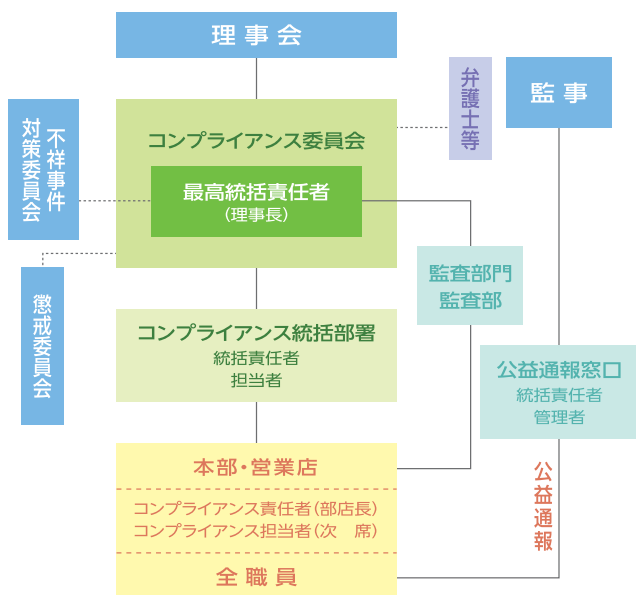 理事会
弁護士等
監事
不祥事件
対策委員会
コンプライアンス委員会
最高統括責任者
（理事長）
懲戒委員会
監査部門
監査部
コンプライアンス統括部署
統括責任者
担当者
公益通報窓口
統括責任者
管理者
本部・営業店
コンプライアンス責任者（部店長）
コンプライアンス担当者（次　席）
公益通報
全職員